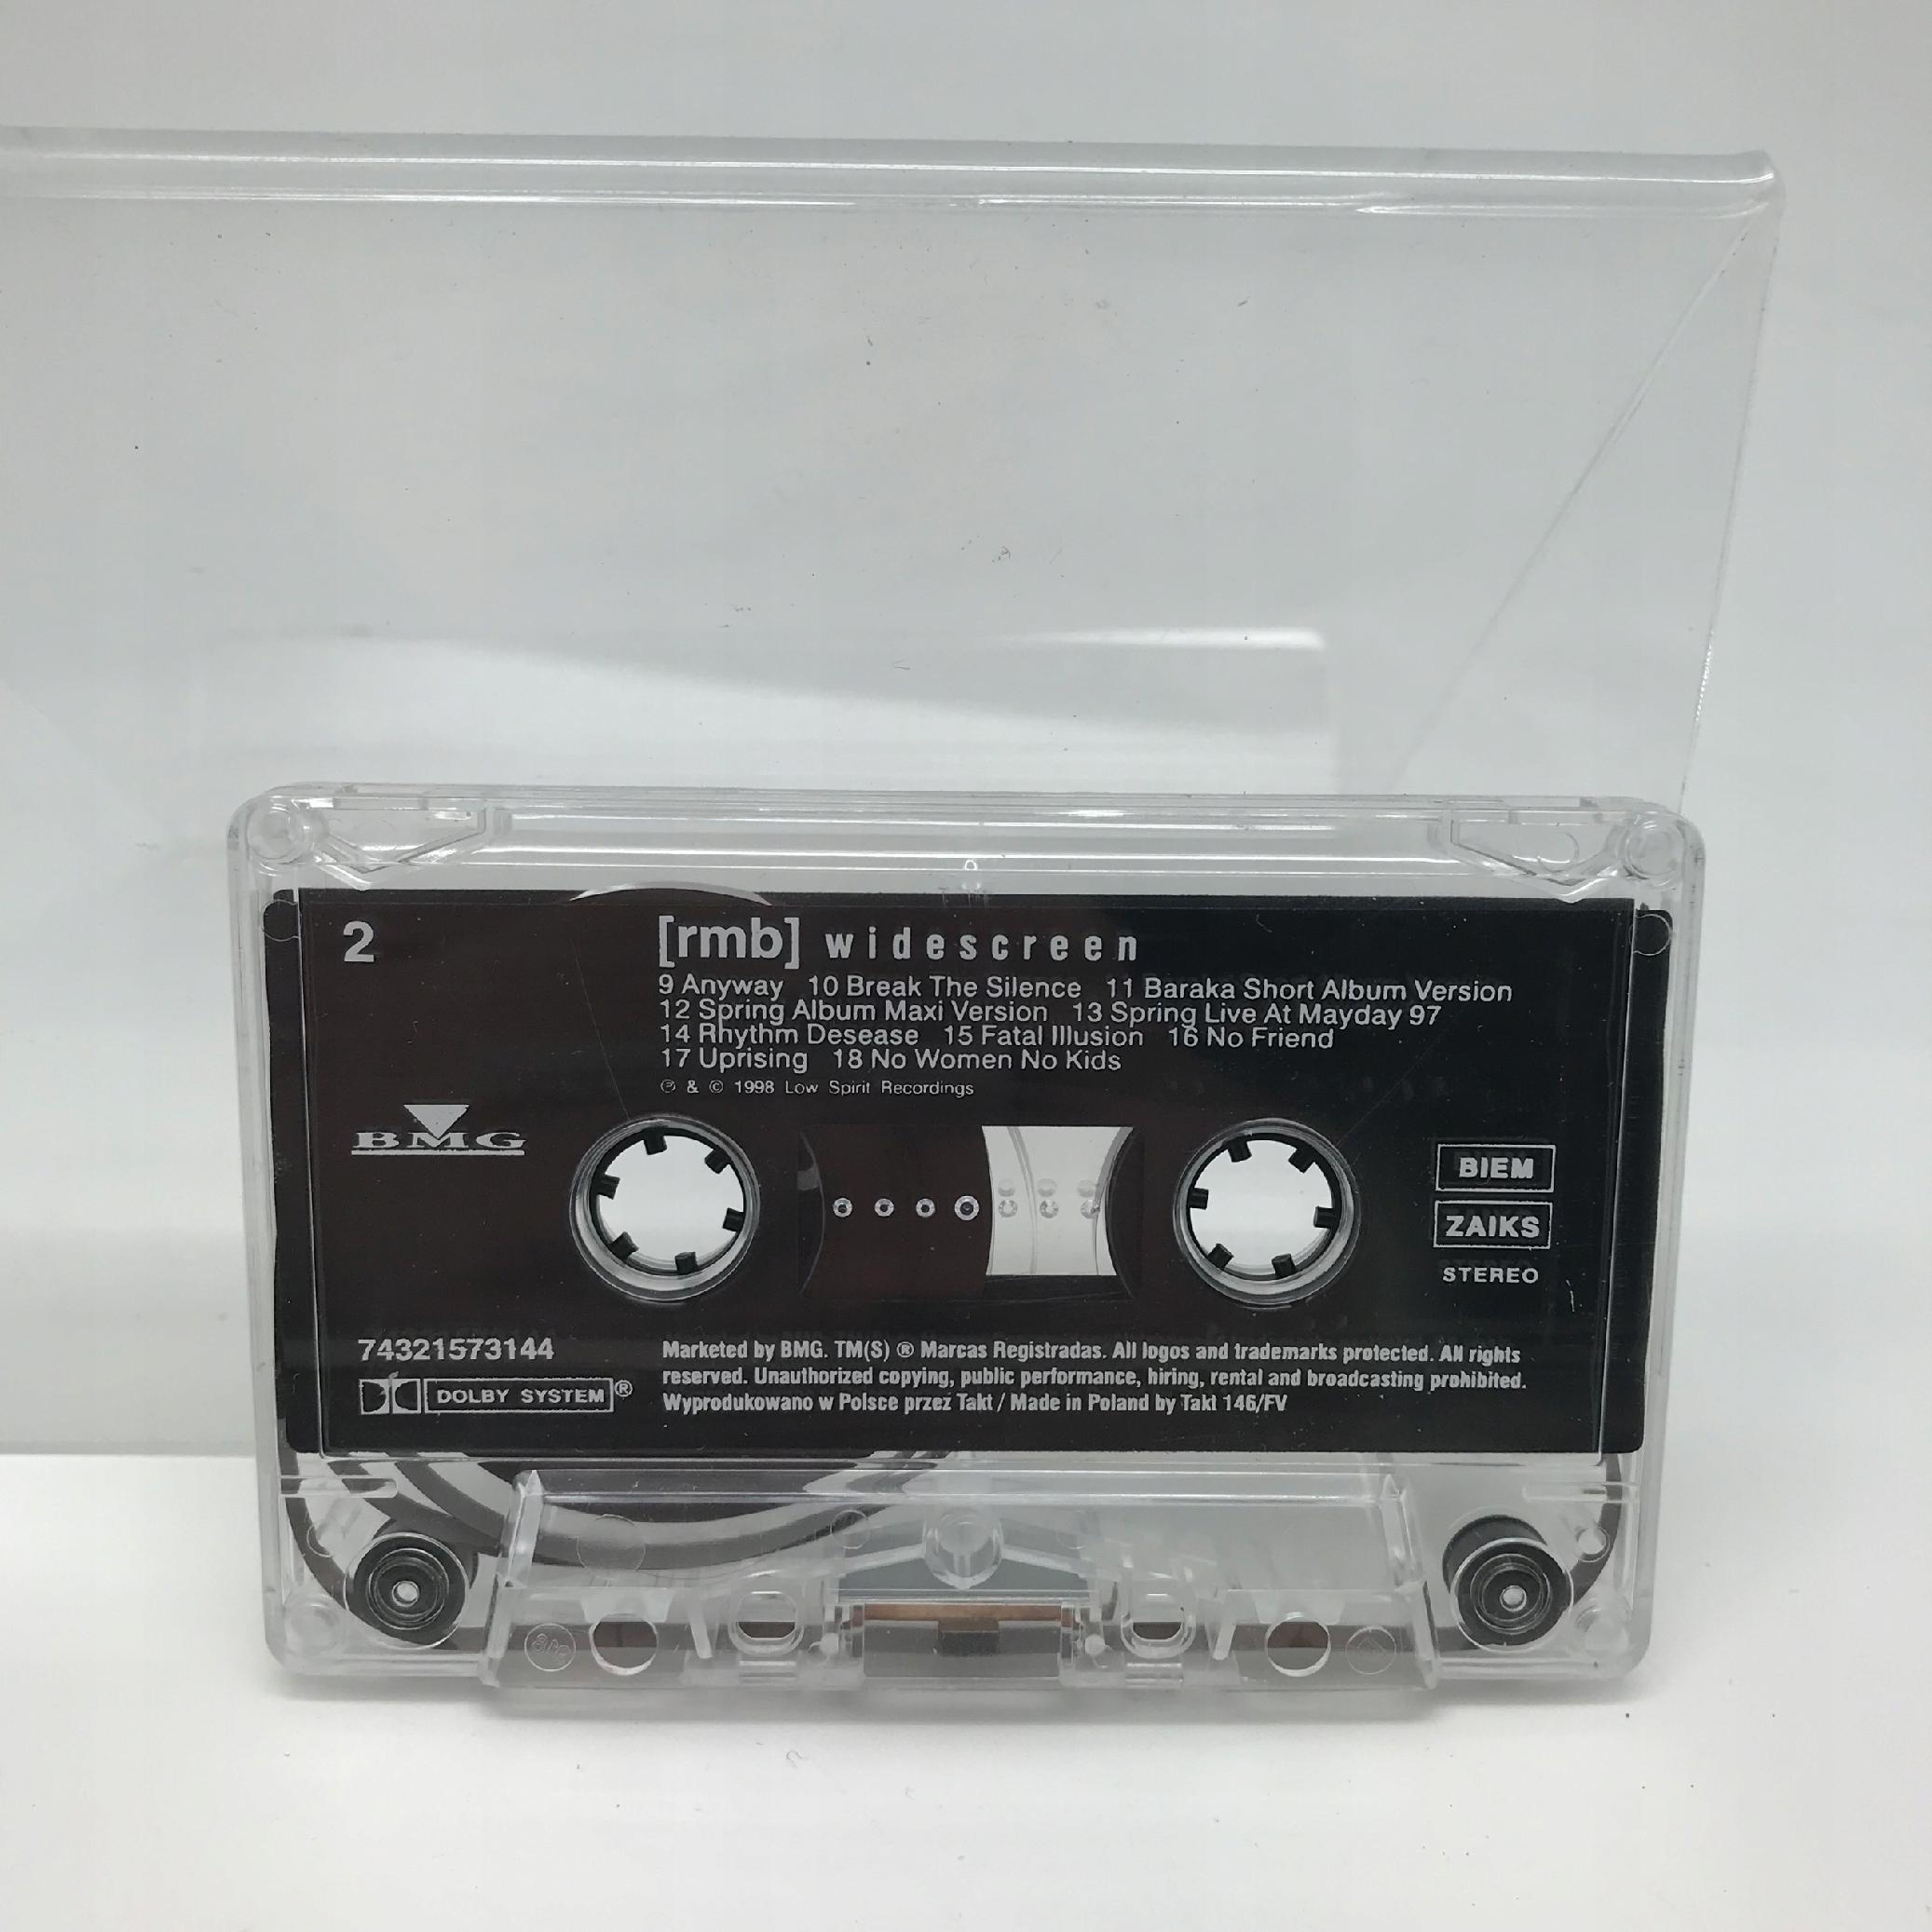 2
[rmb] widescreen
9 Anyway 10 Break The Silence 11 Baraka Short Album Version
12 Spring Album Maxi Version 13 Spring Live At Mayday 97
14 Rhythm Desease 15 Fatal Illusion 16 No Friend
17 Uprising 18 No Women No Kids
℗ & © 1998 Low Spirit Recordings
BMG
BIEM
ZAIKS
STEREO
74321573144
DOLBY SYSTEM®
Marketed by BMG. TM(S) ® Marcas Registradas. All logos and trademarks protected. All rights
reserved. Unauthorized copying, public performance, hiring, rental and broadcasting prohibited.
Wyprodukowano w Polsce przez Takt / Made in Poland by Takt 146/FV